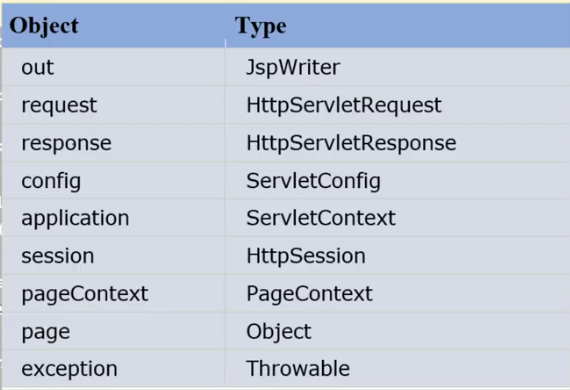 Object Type
out JspWriter
request HttpServletRequest
response HttpServletResponse
config ServletConfig
application ServletContext
session HttpSession
pageContext PageContext
page Object
exception Throwable